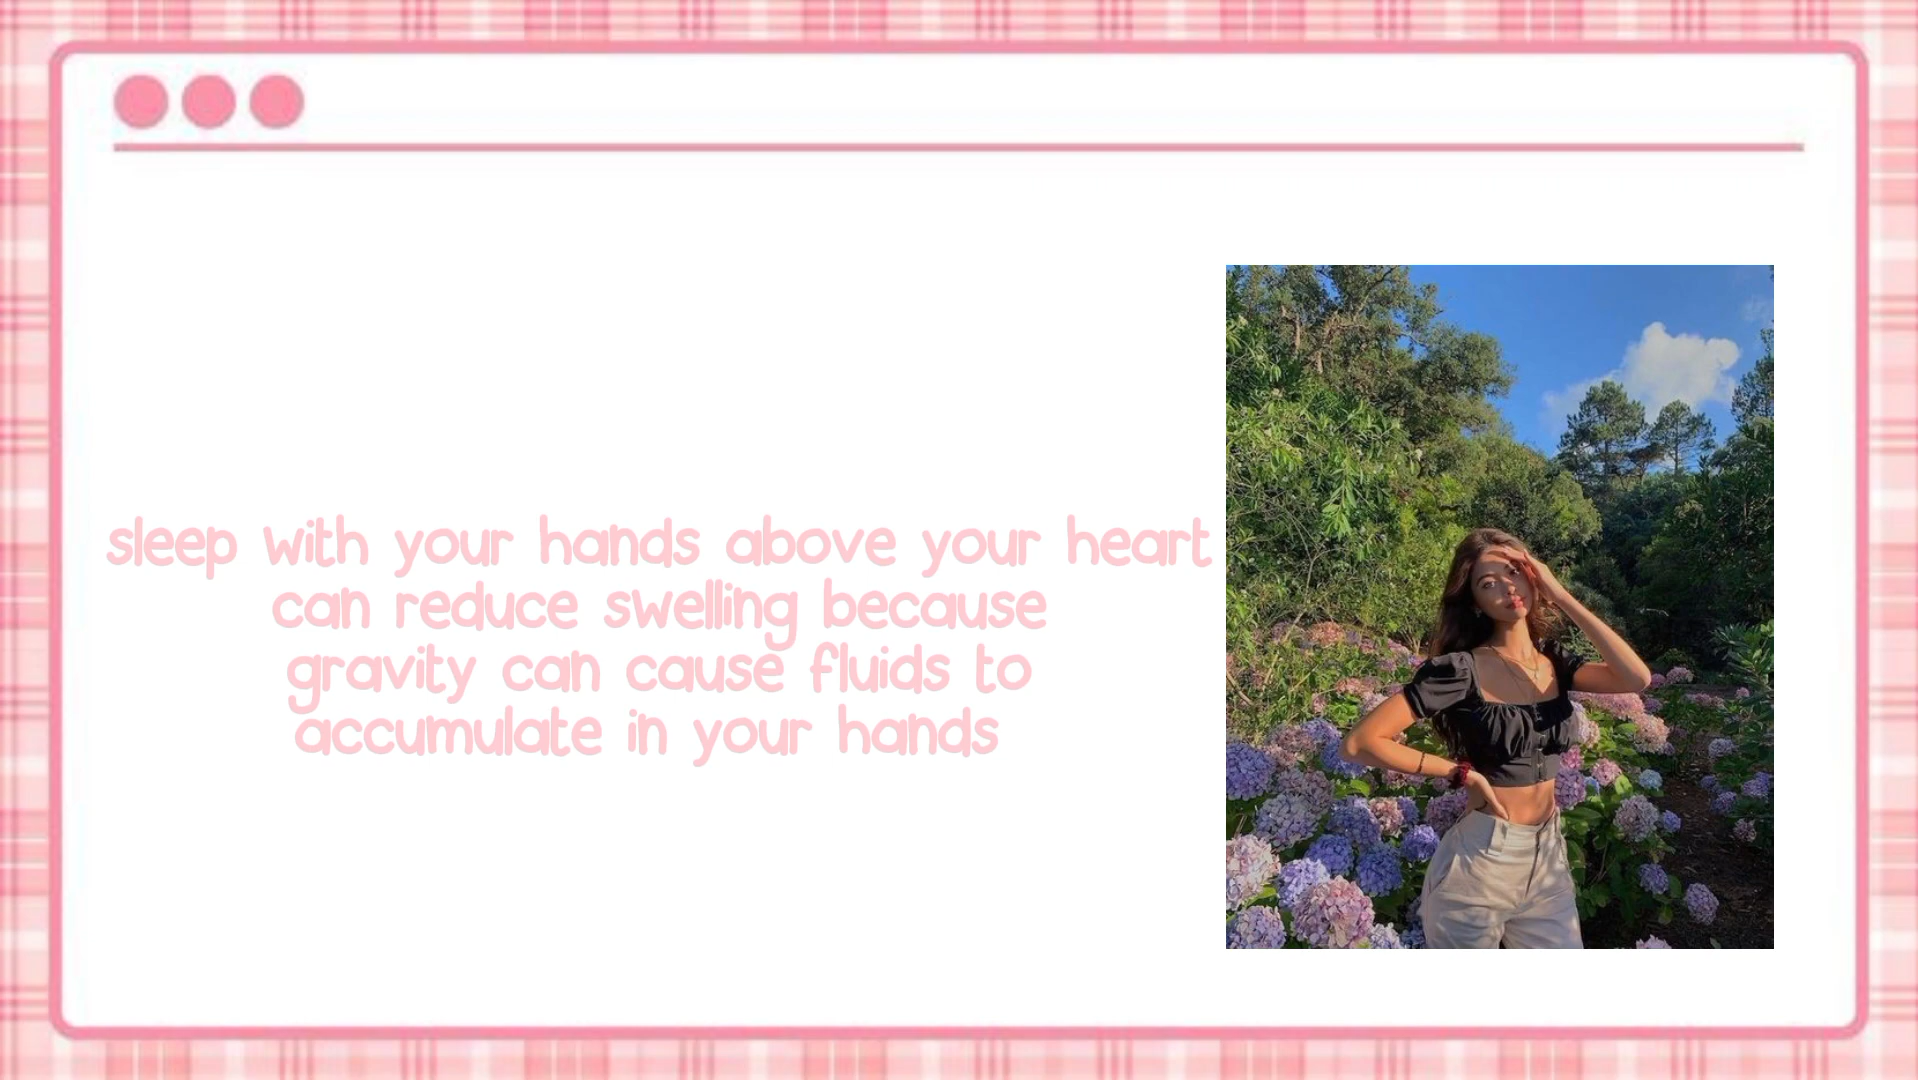 sleep with your hands above your heart
can reduce swelling because
gravity can cause fluids to
accumulate in your hands